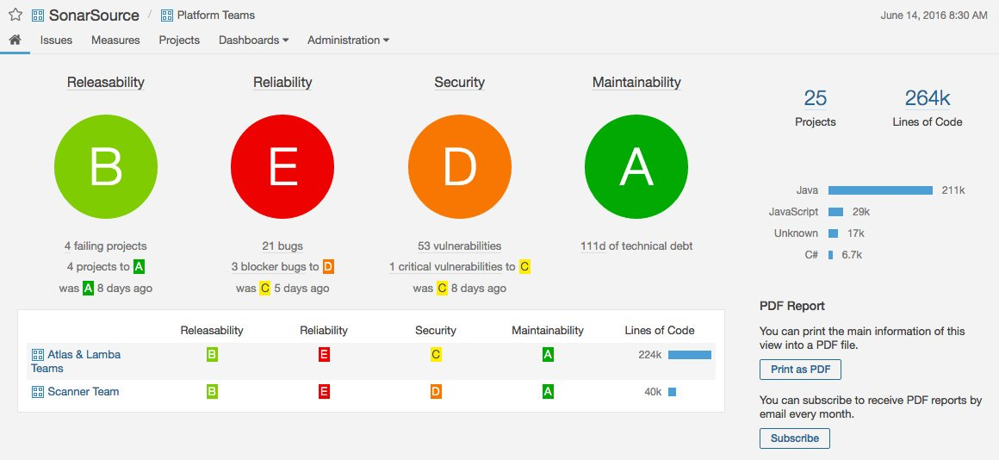 SonarSource / Platform Teams
June 14, 2016 8:30 AM
Issues Measures Projects Dashboards Administration
Releasability Reliability Security Maintainability
B E D A
4 failing projects
4 projects to A
was A 8 days ago
21 bugs
3 blocker bugs to D
was C 5 days ago
53 vulnerabilities
1 critical vulnerabilities to C
was C 8 days ago
111d of technical debt
25
Projects
264k
Lines of Code
Java 211k
JavaScript 29k
Unknown 17k
C# 6.7k
Releasability Reliability Security Maintainability Lines of Code
Atlas & Lamba
Teams
B E C A 224k
Scanner Team B E D A 40k
PDF Report
You can print the main information of this
view into a PDF file.
Print as PDF
You can subscribe to receive PDF reports by
email every month.
Subscribe